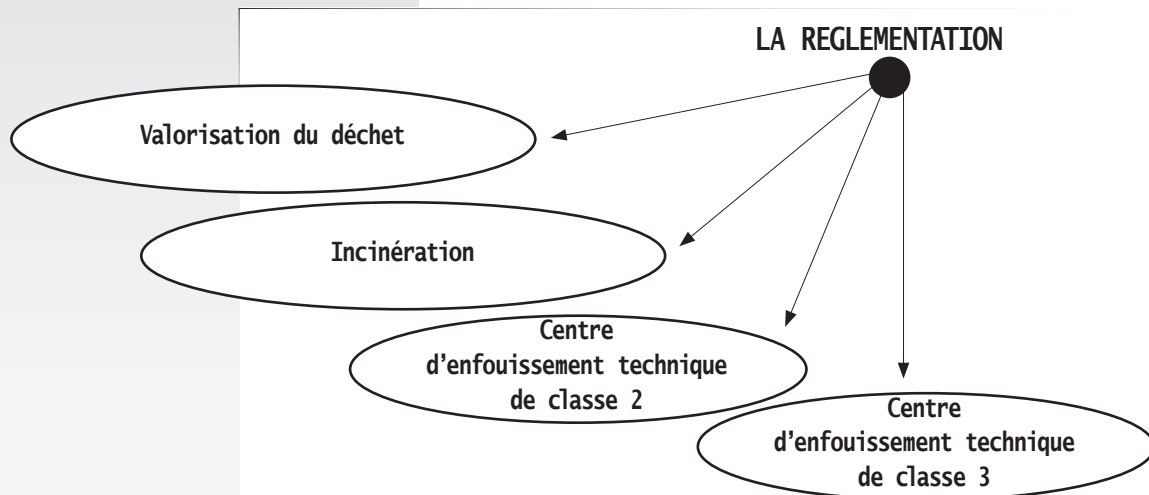 LA REGLEMENTATION
Valorisation du déchet
Incinération
Centre
d'enfouissement technique
de classe 2
Centre
d'enfouissement technique
de classe 3